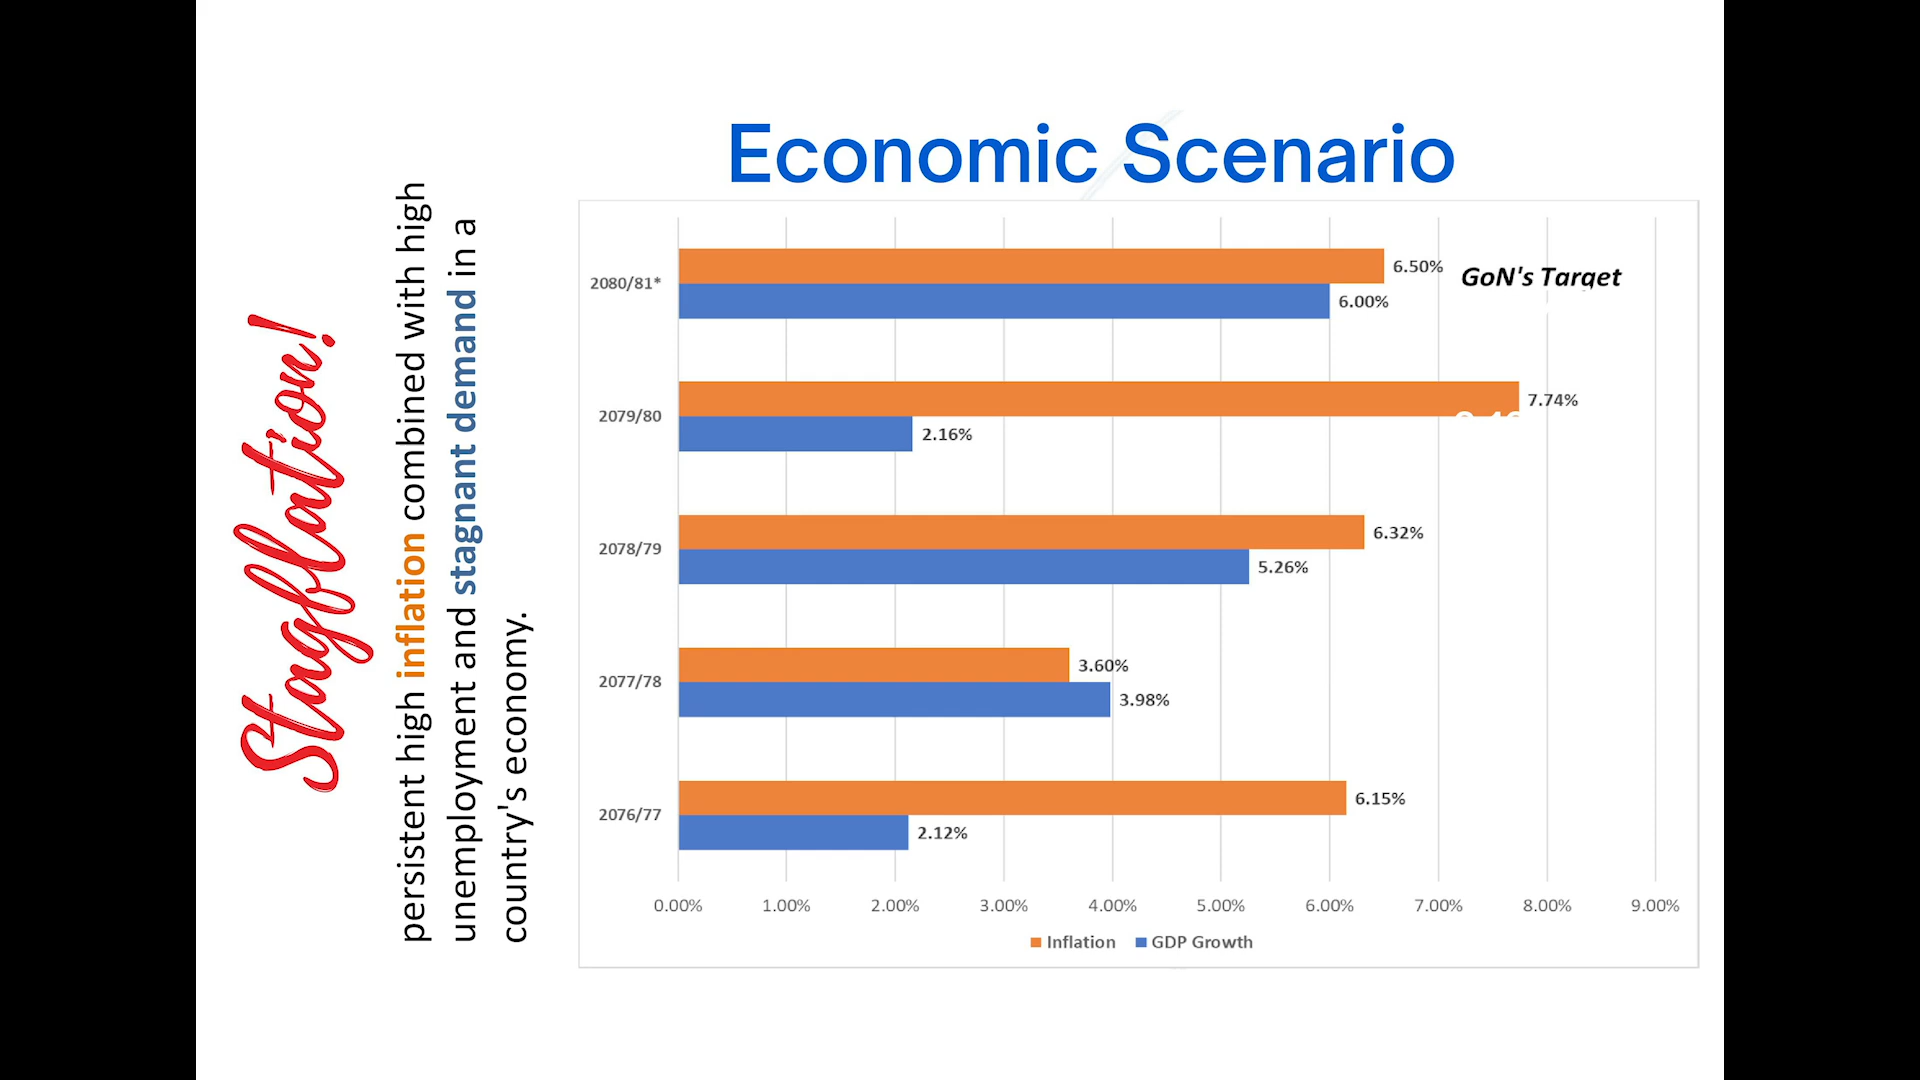 Economic Scenario
Stagflation!
persistent high inflation combined with high
unemployment and stagnant demand in a
country's economy.
2080/81*
6.50%
GoN's Target
6.00%
2079/80
7.74%
2.16%
2078/79
6.32%
5.26%
2077/78
3.60%
3.98%
2076/77
6.15%
2.12%
0.00% 1.00% 2.00% 3.00% 4.00% 5.00% 6.00% 7.00% 8.00% 9.00%
Inflation GDP Growth